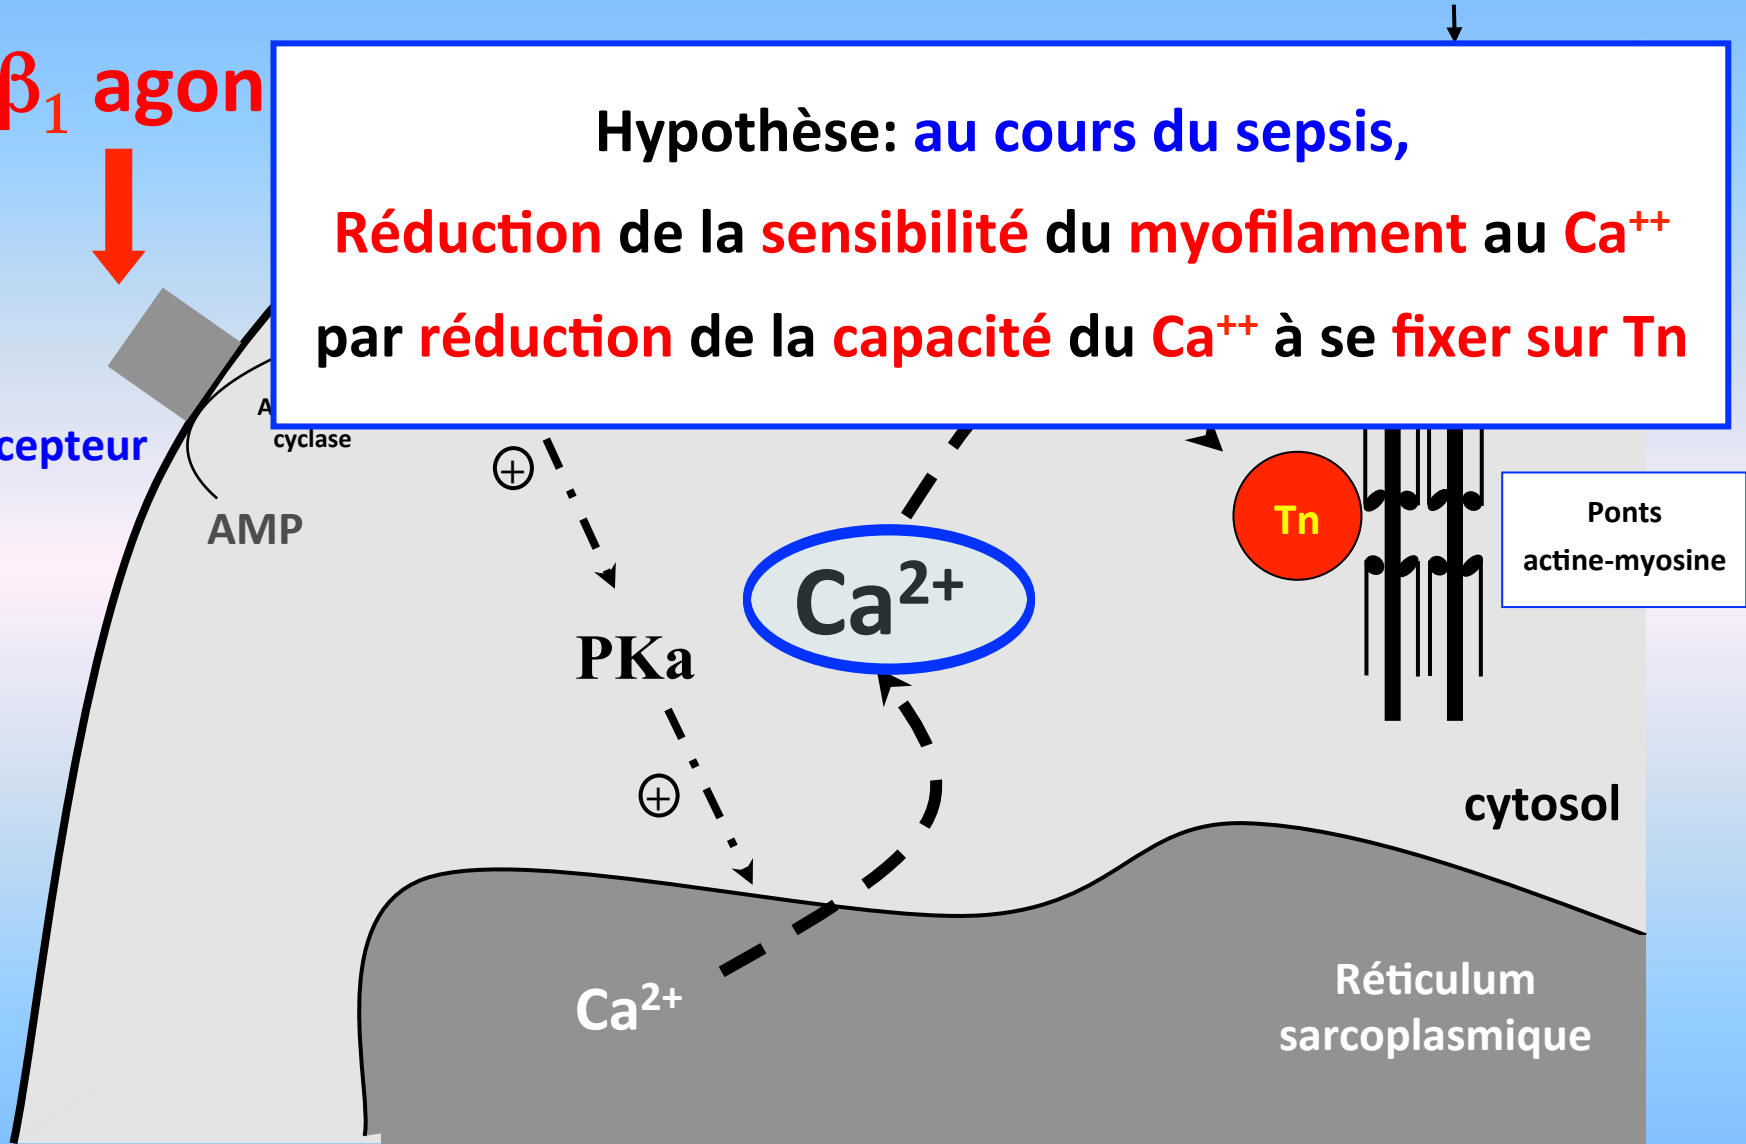 β₁ agon
Hypothèse: au cours du sepsis,
Réduction de la sensibilité du myofilament au Ca⁺⁺
par réduction de la capacité du Ca⁺⁺ à se fixer sur Tn
cepteur
cyclase
AMP
Tn
Ponts
actine-myosine
Ca²⁺
PKa
cytosol
Ca²⁺
Réticulum
sarcoplasmique